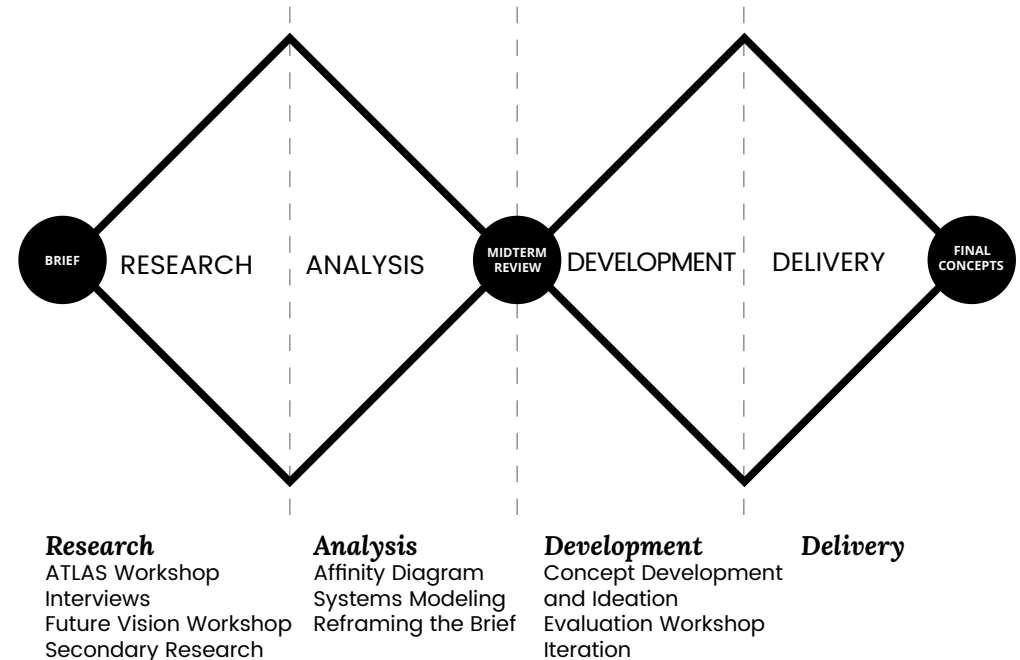 BRIEF
RESEARCH
ANALYSIS
MIDTERM
REVIEW
DEVELOPMENT
DELIVERY
FINAL
CONCEPTS
Research
ATLAS Workshop
Interviews
Future Vision Workshop
Secondary Research
Analysis
Affinity Diagram
Systems Modeling
Reframing the Brief
Development
Concept Development
and Ideation
Evaluation Workshop
Iteration
Delivery